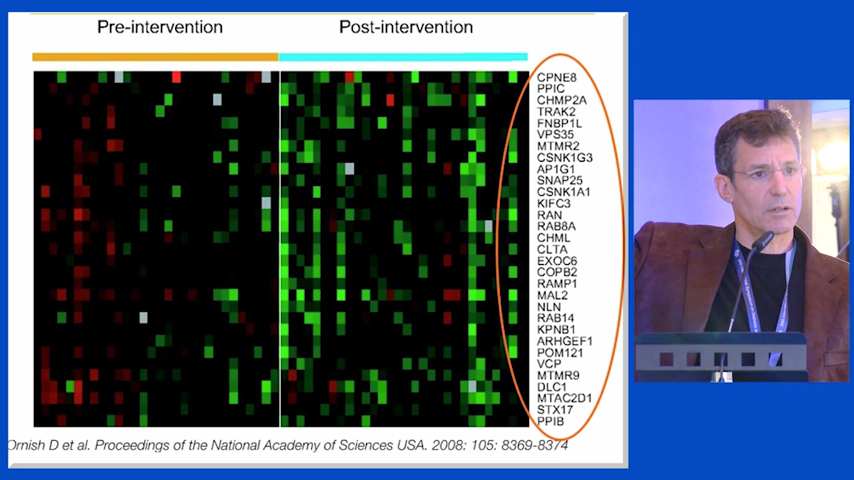 Pre-intervention
Post-intervention
CPNE8
PPIC
CHMP2A
TRAK2
FNBP1L
VPS35
MTMR2
CSNK1G3
AP1G1
SNAP25
CSNK1A1
KIFC3
RAN
RAB8A
CHML
CLTA
EXOC6
COPB2
RAMP1
MAL2
NLN
RAB14
KPNB1
ARHGEF1
POM121
VCP
MTMR9
DLC1
MTAC2D1
STX17
PPIB
Ornish D et al. Proceedings of the National Academy of Sciences USA. 2008: 105: 8369-8374